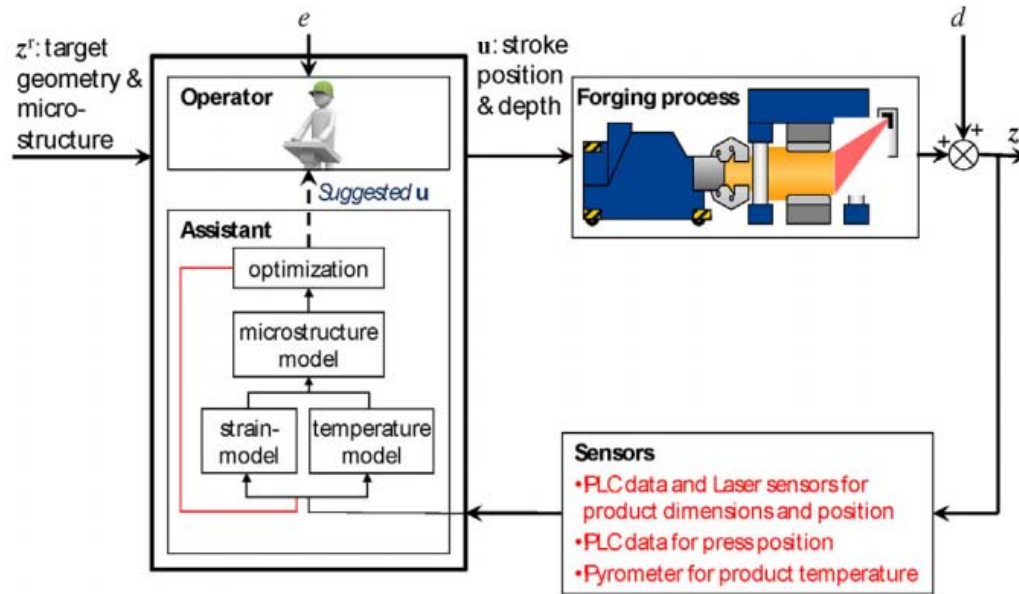 e
d
zʳ: target
geometry &
micro-
structure
Operator
u: stroke
position
& depth
Forging process
+
+
z
Suggested u
Assistant
optimization
microstructure
model
strain-
model
temperature
model
Sensors
•PLC data and Laser sensors for
product dimensions and position
•PLC data for press position
•Pyrometer for product temperature